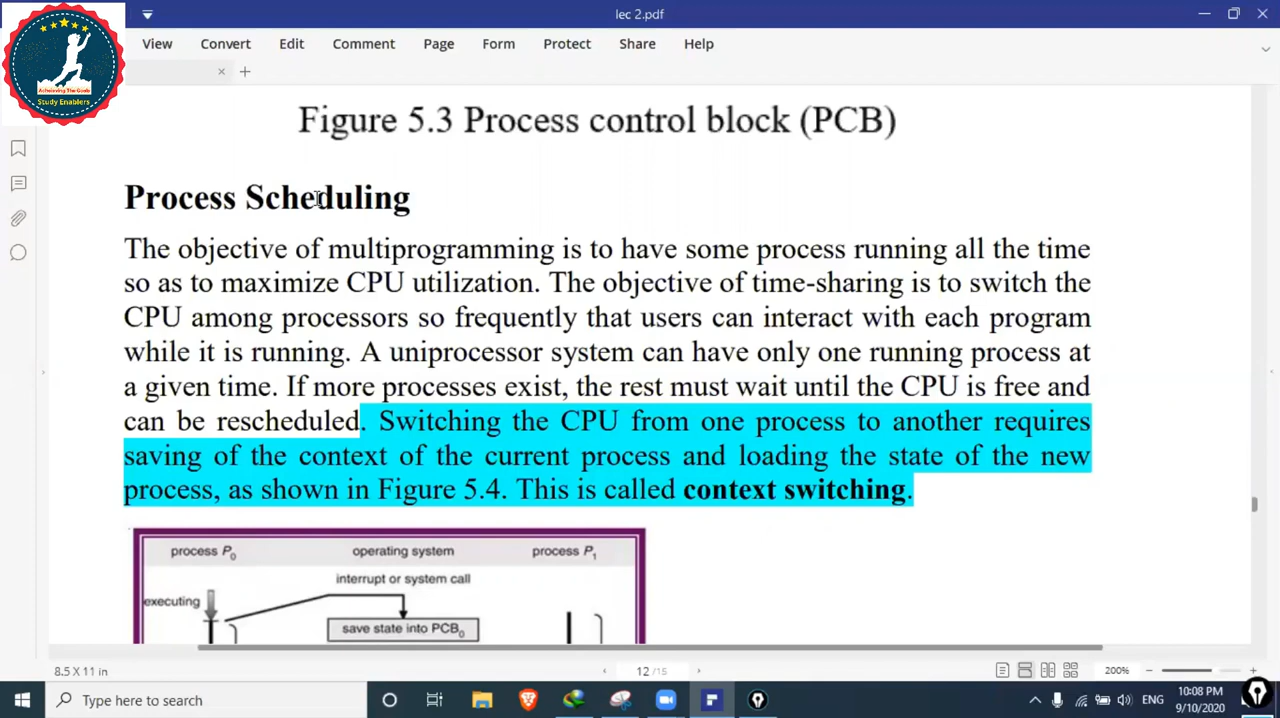 lec 2.pdf
View Convert Edit Comment Page Form Protect Share Help
Acheieving The Goals
Study Enablers
Figure 5.3 Process control block (PCB)
Process Scheduling
The objective of multiprogramming is to have some process running all the time
so as to maximize CPU utilization. The objective of time-sharing is to switch the
CPU among processors so frequently that users can interact with each program
while it is running. A uniprocessor system can have only one running process at
a given time. If more processes exist, the rest must wait until the CPU is free and
can be rescheduled. Switching the CPU from one process to another requires
saving of the context of the current process and loading the state of the new
process, as shown in Figure 5.4. This is called context switching.
process P0 operating system process P1
interrupt or system call
executing
save state into PCB0
8.5 X 11 in 12 /15 200%
Type here to search
ENG
10:08 PM
9/10/2020